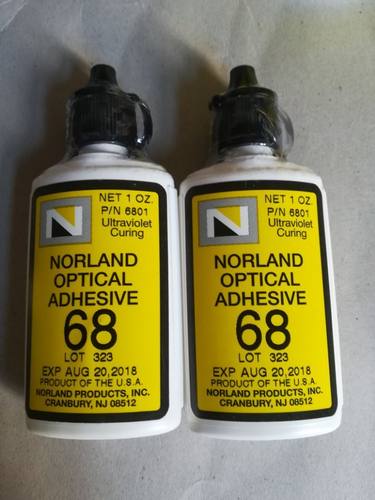 N
NET 1 OZ.
P/N 6801
Ultraviolet
Curing
NORLAND
OPTICAL
ADHESIVE
68
LOT 323
EXP AUG 20,2018
PRODUCT OF THE U.S.A.
NORLAND PRODUCTS, INC.
CRANBURY, NJ 08512
N
NET 1 OZ.
P/N 6801
Ultraviolet
Curing
NORLAND
OPTICAL
ADHESIVE
68
LOT 323
EXP AUG 20,2018
PRODUCT OF THE U.S.A.
NORLAND PRODUCTS, INC.
CRANBURY, NJ 08512